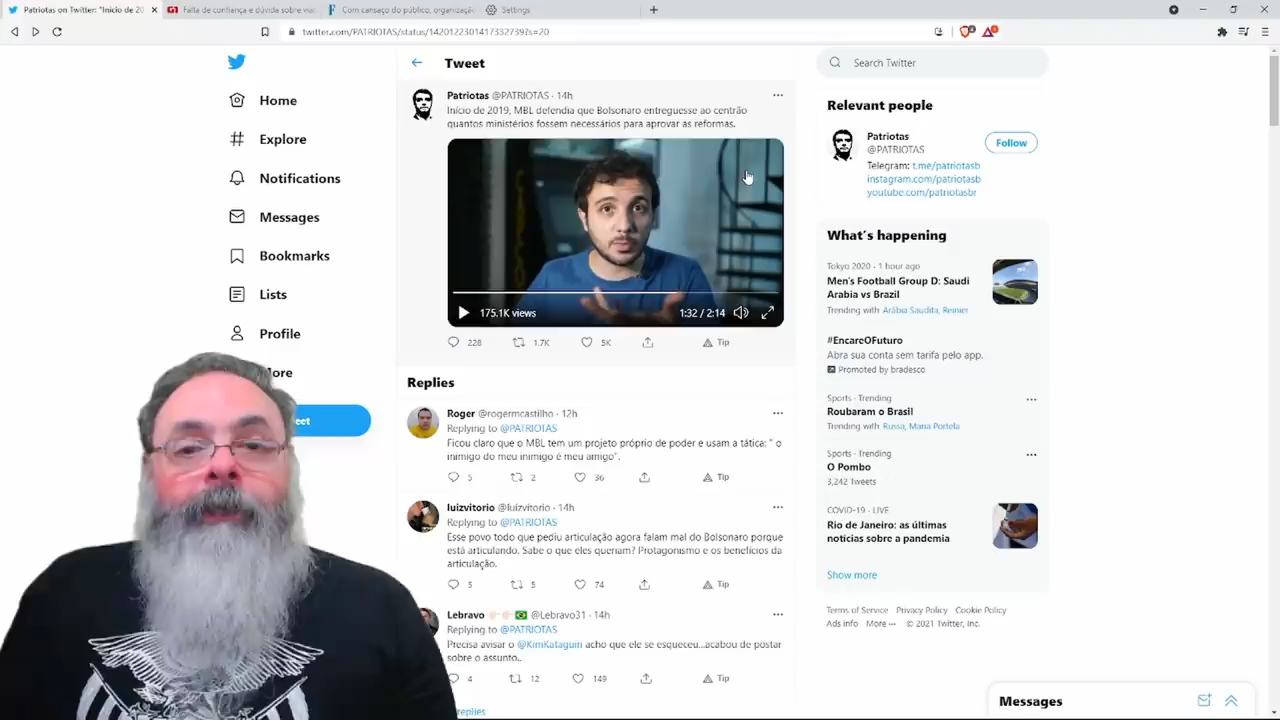 Patriotas on Twitter: "Início de 20
Falta de confiança e dúvida sobre
Com cansaço do público, organização
Settings
twitter.com/PATRIOTAS/status/1420122301417332739?s=20
Home
Explore
Notifications
Messages
Bookmarks
Lists
Profile
ore
eet
Tweet
Patriotas @PATRIOTAS · 14h
Início de 2019, MBL defendia que Bolsonaro entreguesse ao centrão
quantos ministérios fossem necessários para aprovar as reformas.
175.1K views
1:32 / 2:14
228
1.7K
5K
Tip
Replies
Roger @rogermcastilho · 12h
Replying to @PATRIOTAS
Ficou claro que o MBL tem um projeto próprio de poder e usam a tática: " o
inimigo do meu inimigo é meu amigo".
5
2
36
Tip
luizvitorio @luizvitorio · 14h
Replying to @PATRIOTAS
Esse povo todo que pediu articulação agora falam mal do Bolsonaro porque
está articulando. Sabe o que eles queriam? Protagonismo e os benefícios da
articulação.
5
5
74
Tip
Lebravo 👉🏻👉🏻🇧🇷 @Lebravo31 · 14h
Replying to @PATRIOTAS
Precisa avisar o @KimKataguiri acho que ele se esqueceu...acabou de postar
sobre o assunto..
4
12
149
Tip
replies
Search Twitter
Relevant people
Patriotas
@PATRIOTAS
Follow
Telegram: t.me/patriotasb
instagram.com/patriotasb
youtube.com/patriotasbr
What's happening
Tokyo 2020 · 1 hour ago
Men's Football Group D: Saudi
Arabia vs Brazil
Trending with Arábia Saudita, Reinier
#EncareOFuturo
Abra sua conta sem tarifa pelo app.
Promoted by bradesco
Sports · Trending
Roubaram o Brasil
Trending with Russa, Maria Portela
Sports · Trending
O Pombo
3,242 Tweets
COVID-19 · LIVE
Rio de Janeiro: as últimas
notícias sobre a pandemia
Show more
Terms of Service Privacy Policy Cookie Policy
Ads info More ··· © 2021 Twitter, Inc.
Messages